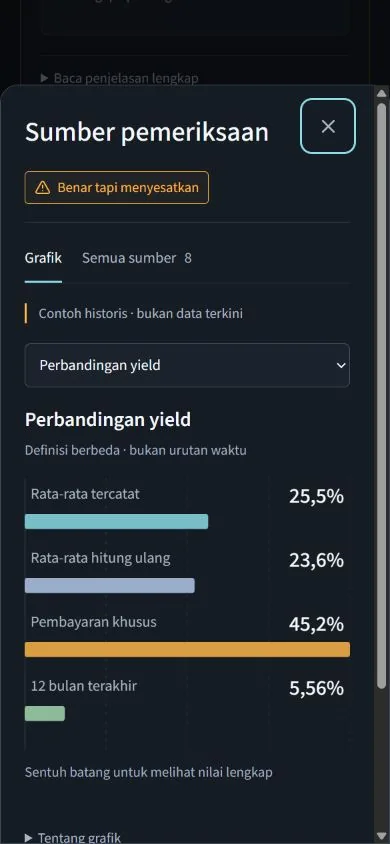 Baca penjelasan lengkap
Sumber pemeriksaan
Benar tapi menyesatkan
Grafik Semua sumber 8
Contoh historis · bukan data terkini
Perbandingan yield
Perbandingan yield
Definisi berbeda · bukan urutan waktu
Rata-rata tercatat 25,5%
Rata-rata hitung ulang 23,6%
Pembayaran khusus 45,2%
12 bulan terakhir 5,56%
Sentuh batang untuk melihat nilai lengkap
Tentang grafik